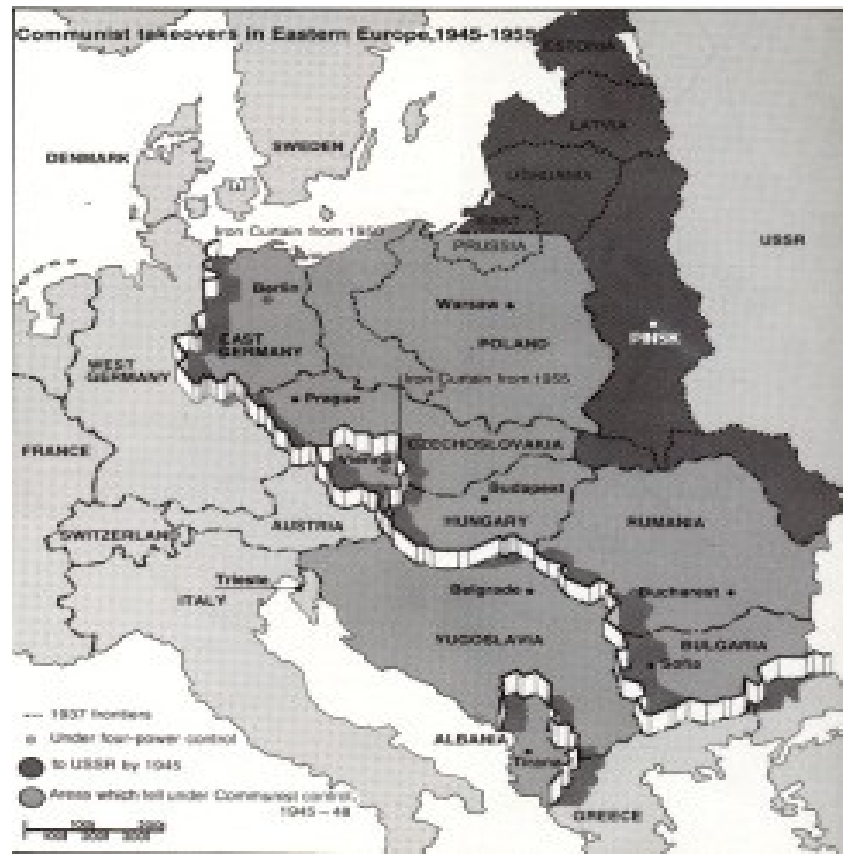 Communist takeovers in Eastern Europe, 1945-1955
ESTONIA
LATVIA
SWEDEN
DENMARK
LITHUANIA
EAST
PRUSSIA
USSR
Iron Curtain from 1950
Berlin
Warsaw
EAST
GERMANY
POLAND
PINSK
WEST
GERMANY
Iron Curtain from 1955
Prague
FRANCE
CZECHOSLOVAKIA
Vienna
Budapest
AUSTRIA
HUNGARY
RUMANIA
SWITZERLAND
Trieste
ITALY
Belgrade
Bucharest
YUGOSLAVIA
BULGARIA
Sofia
ALBANIA
Tirana
GREECE
1937 frontiers
Under four-power control
to USSR by 1945
Areas which fell under Communist control,
1945-48